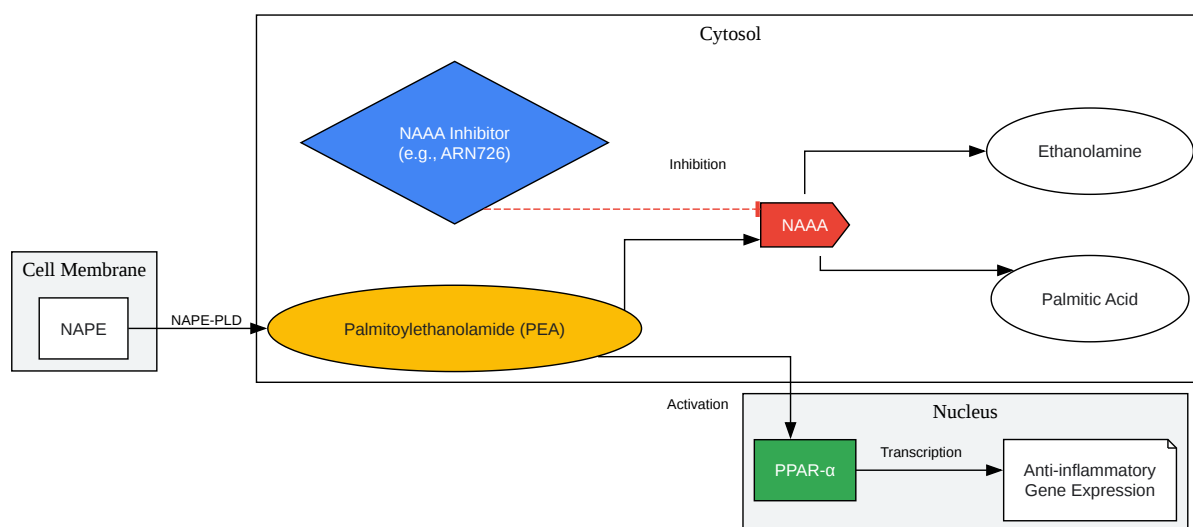 Cytosol
NAAA Inhibitor
(e.g., ARN726)
Inhibition
Ethanolamine
NAAA
Cell Membrane
NAPE
NAPE-PLD
Palmitoylethanolamide (PEA)
Palmitic Acid
Activation
Nucleus
PPAR-α
Transcription
Anti-inflammatory
Gene Expression